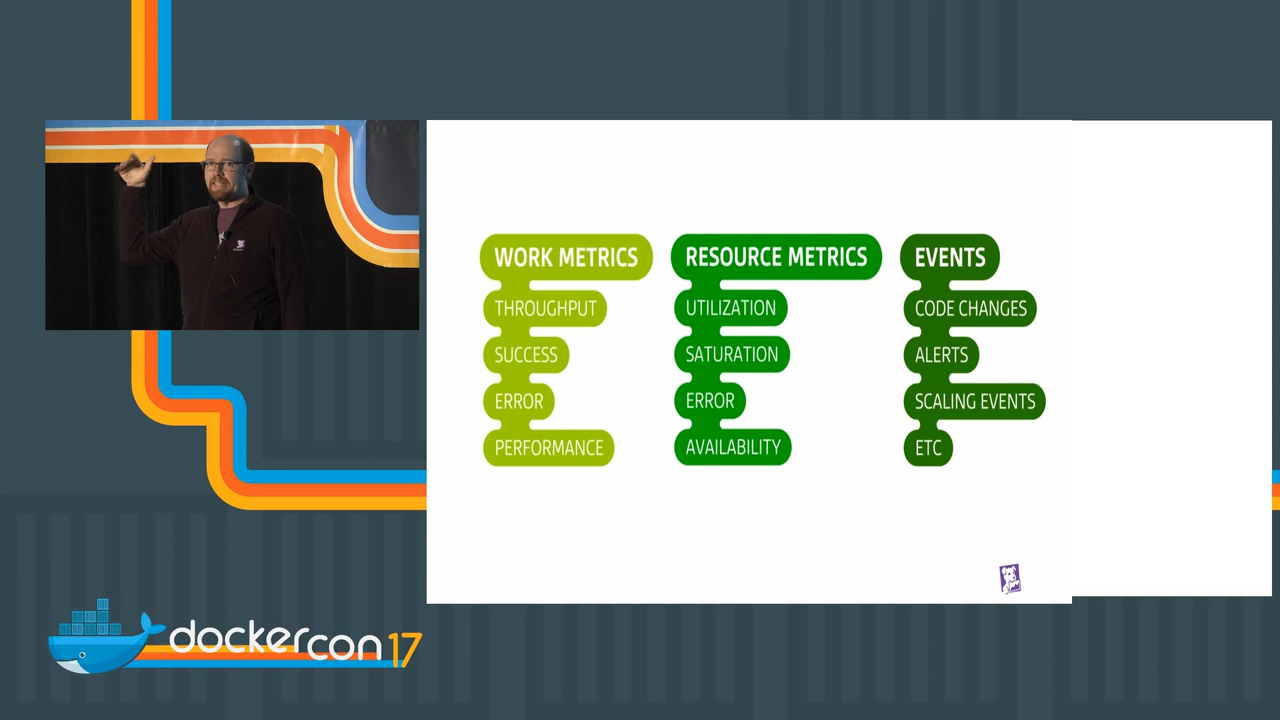 WORK METRICS
THROUGHPUT
SUCCESS
ERROR
PERFORMANCE
RESOURCE METRICS
UTILIZATION
SATURATION
ERROR
AVAILABILITY
EVENTS
CODE CHANGES
ALERTS
SCALING EVENTS
ETC
dockercon 17